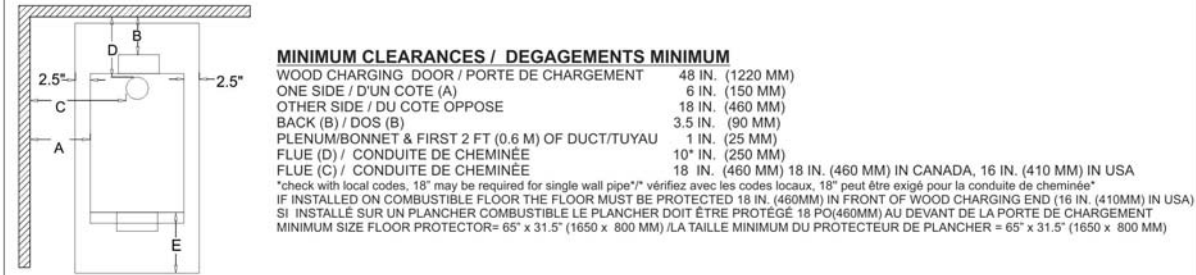 D
B
2.5"
2.5"
C
A
E
MINIMUM CLEARANCES / DEGAGEMENTS MINIMUM
WOOD CHARGING DOOR / PORTE DE CHARGEMENT 48 IN. (1220 MM)
ONE SIDE / D'UN COTE (A) 6 IN. (150 MM)
OTHER SIDE / DU COTE OPPOSE 18 IN. (460 MM)
BACK (B) / DOS (B) 3.5 IN. (90 MM)
PLENUM/BONNET & FIRST 2 FT (0.6 M) OF DUCT/TUYAU 1 IN. (25 MM)
FLUE (D) / CONDUITE DE CHEMINÉE 10* IN. (250 MM)
FLUE (C) / CONDUITE DE CHEMINÉE 18 IN. (460 MM) 18 IN. (460 MM) IN CANADA, 16 IN. (410 MM) IN USA
*check with local codes, 18" may be required for single wall pipe*/* vérifiez avec les codes locaux, 18" peut être exigé pour la conduite de cheminée*
IF INSTALLED ON COMBUSTIBLE FLOOR THE FLOOR MUST BE PROTECTED 18 IN. (460MM) IN FRONT OF WOOD CHARGING END (16 IN. (410MM) IN USA)
SI INSTALLÉ SUR UN PLANCHER COMBUSTIBLE LE PLANCHER DOIT ÊTRE PROTÉGÉ 18 PO(460MM) AU DEVANT DE LA PORTE DE CHARGEMENT
MINIMUM SIZE FLOOR PROTECTOR= 65" x 31.5" (1650 x 800 MM) /LA TAILLE MINIMUM DU PROTECTEUR DE PLANCHER = 65" x 31.5" (1650 x 800 MM)